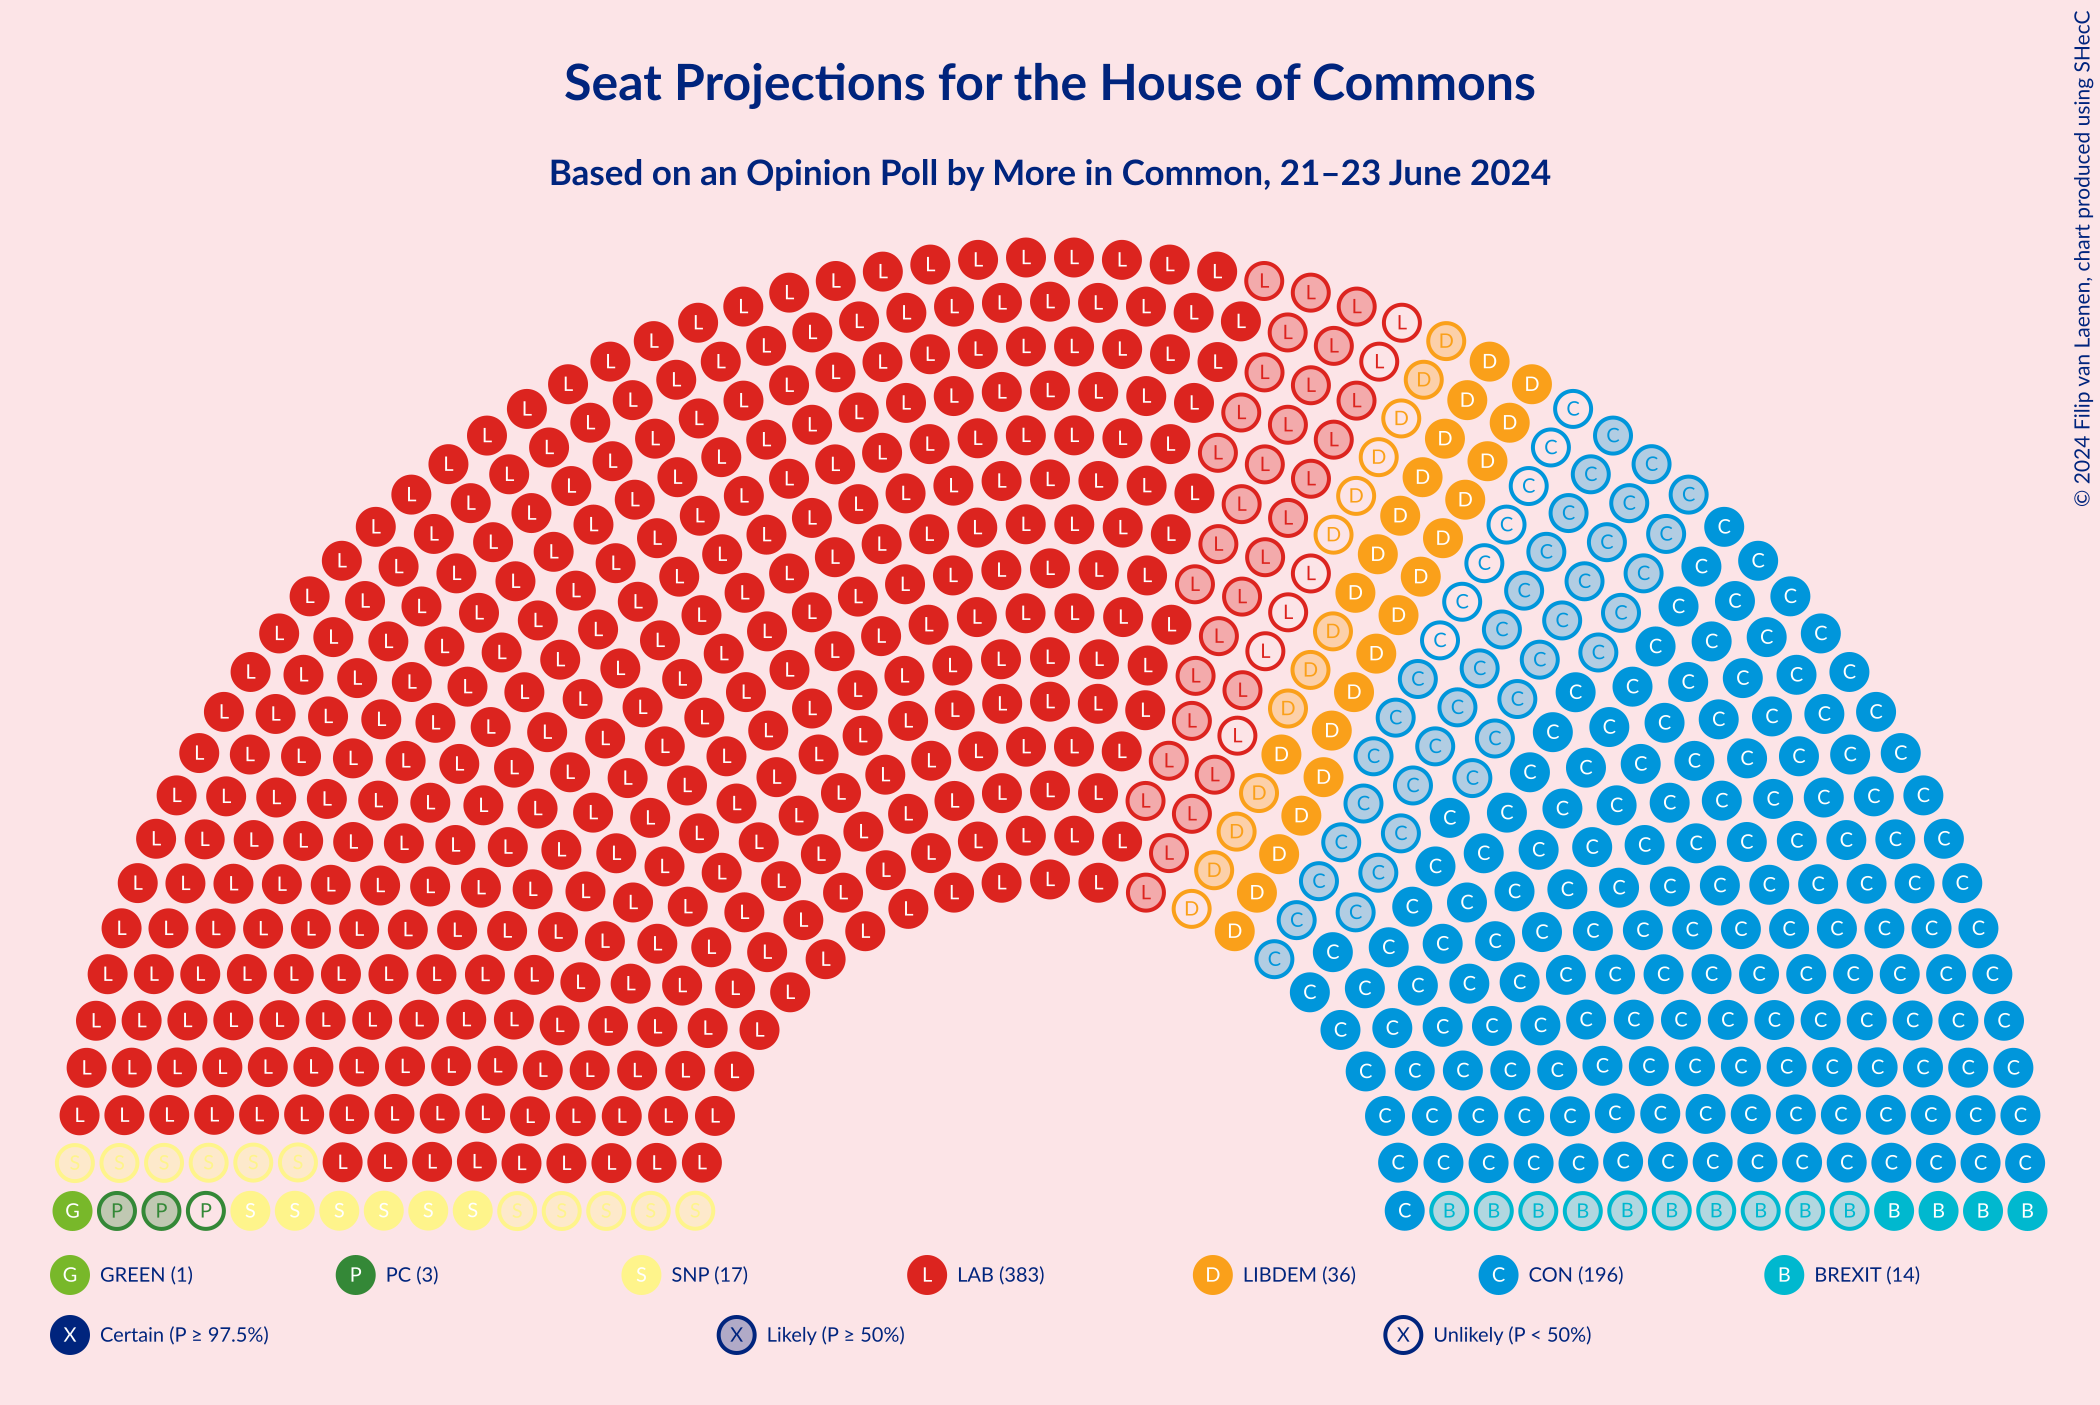 Seat Projections for the House of Commons
Based on an Opinion Poll by More in Common, 21–23 June 2024
© 2024 Filip van Laenen, chart produced using SHecC
G GREEN (1)
P PC (3)
S SNP (17)
L LAB (383)
D LIBDEM (36)
C CON (196)
B BREXIT (14)
X Certain (P ≥ 97.5%)
X Likely (P ≥ 50%)
X Unlikely (P < 50%)